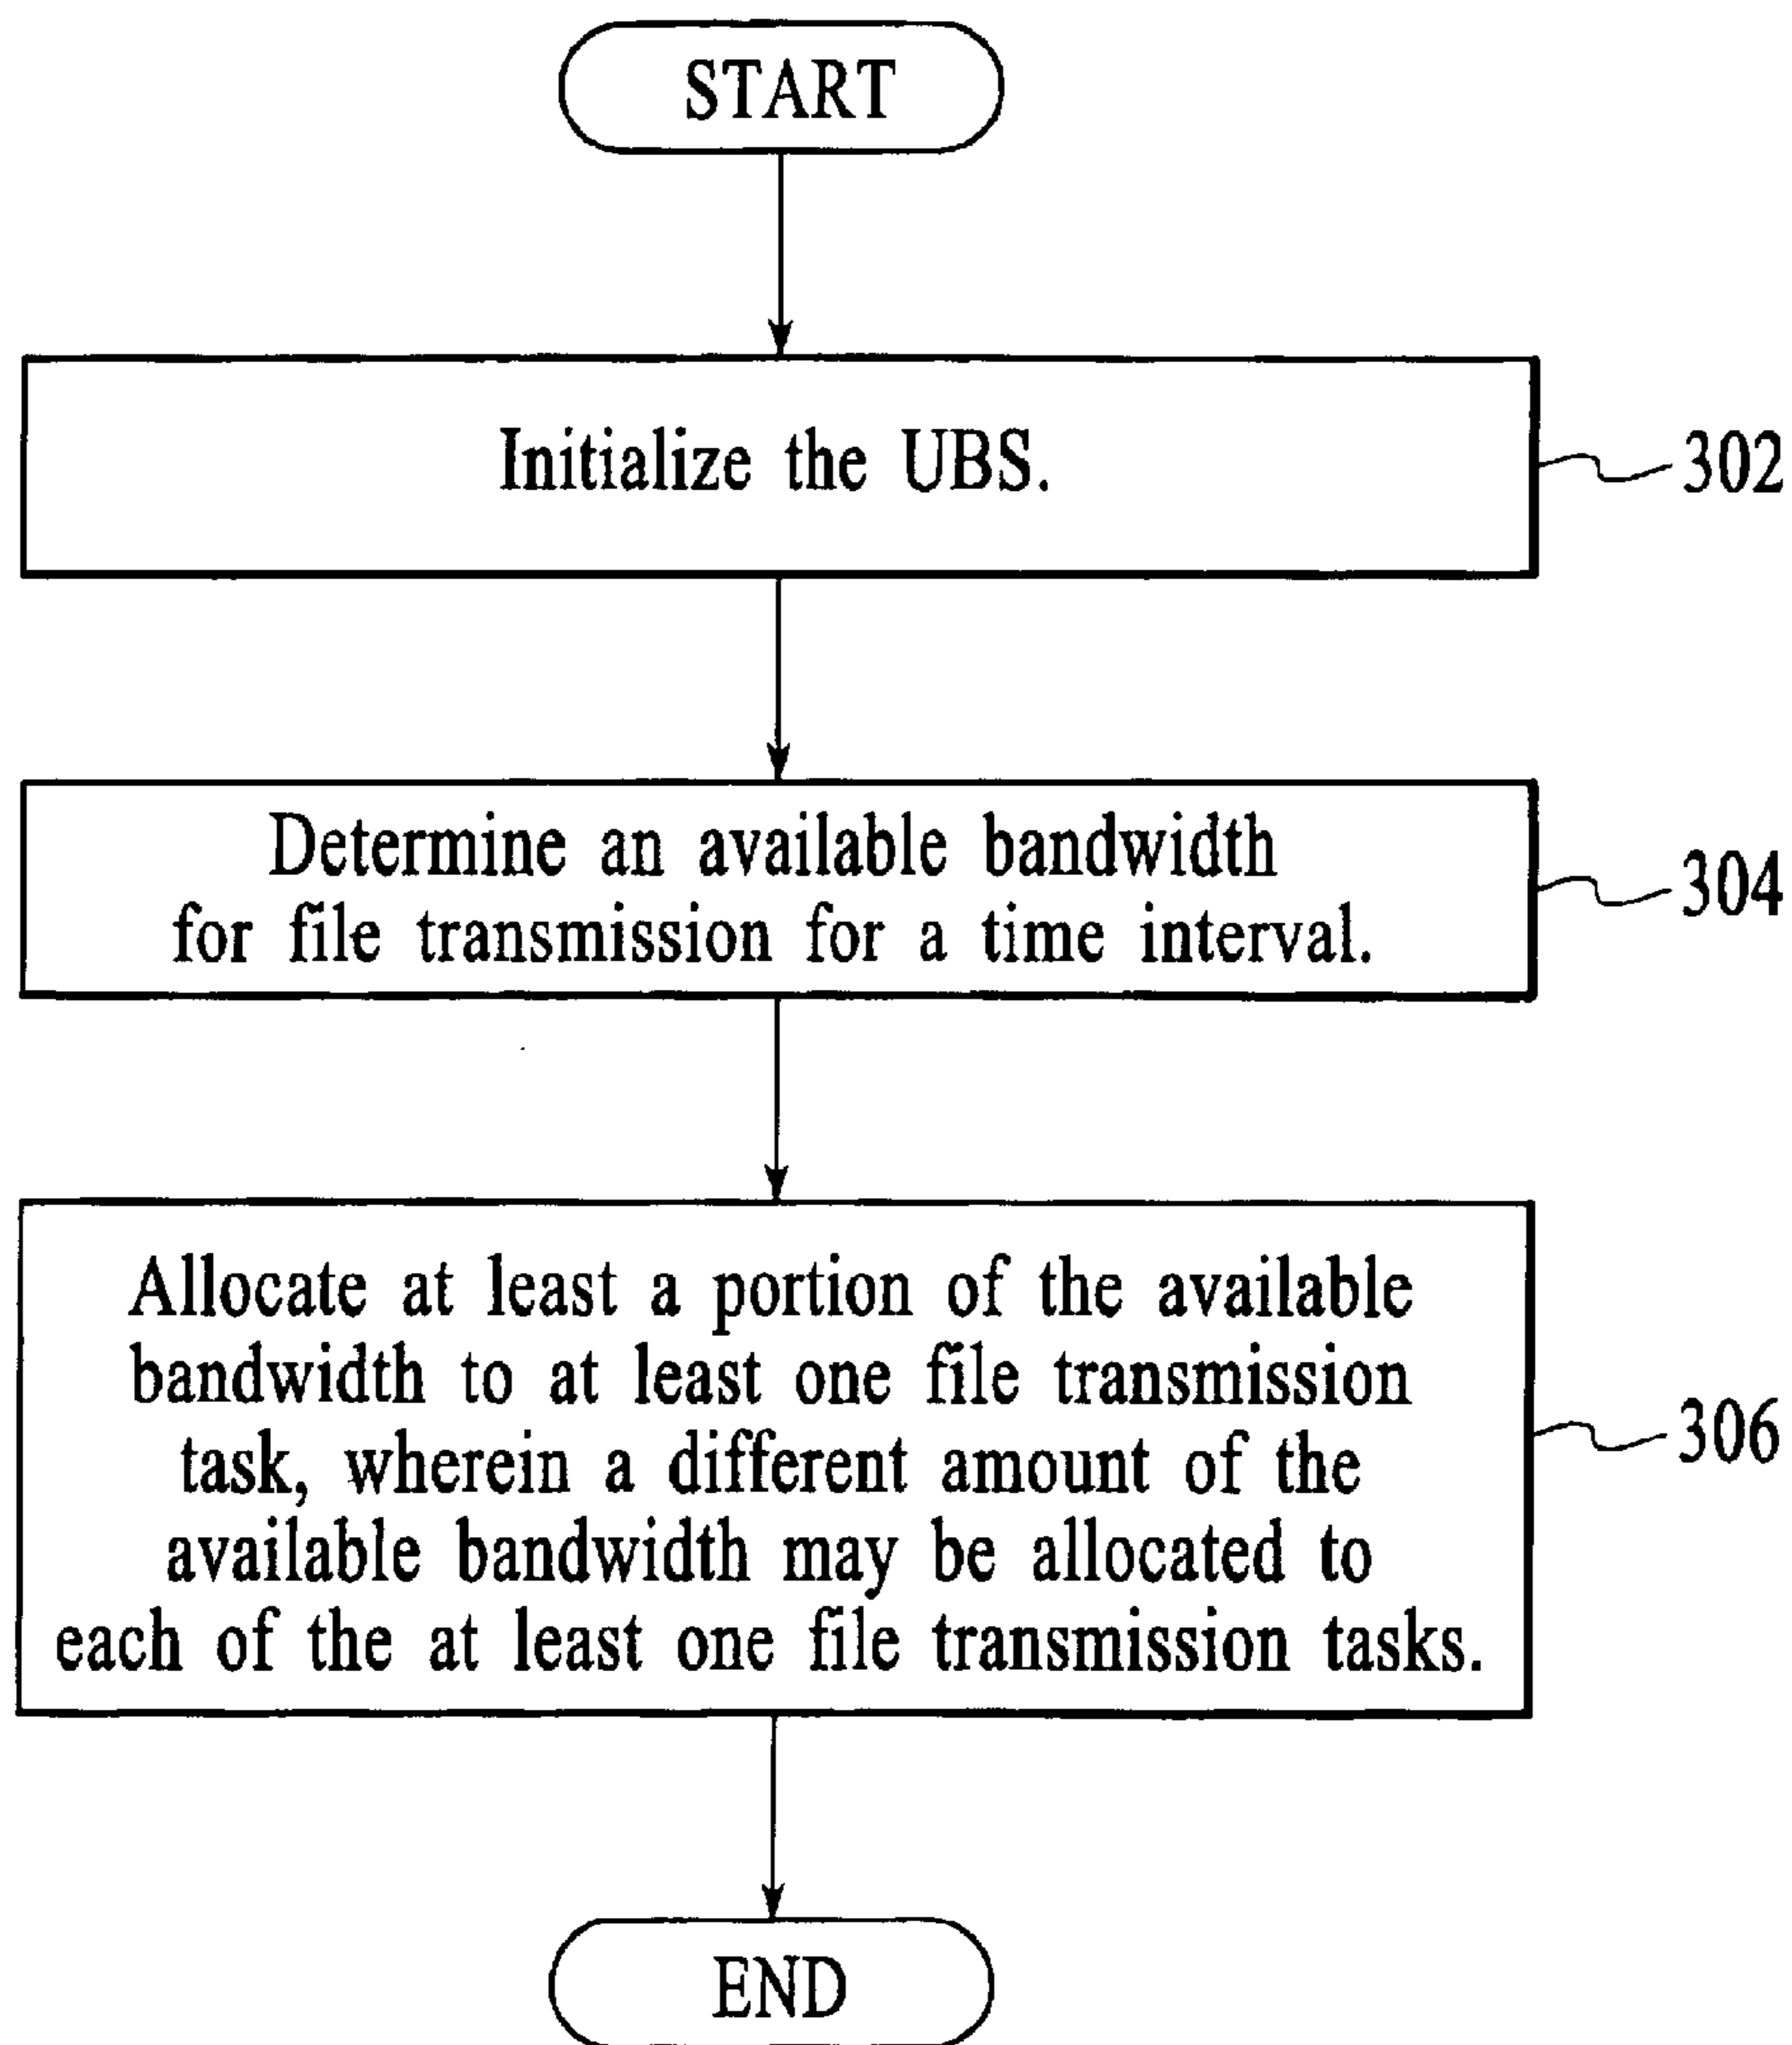 START
Initialize the UBS.
302
Determine an available bandwidth
for file transmission for a time interval.
304
Allocate at least a portion of the available
bandwidth to at least one file transmission
task, wherein a different amount of the
available bandwidth may be allocated to
each of the at least one file transmission tasks.
306
END